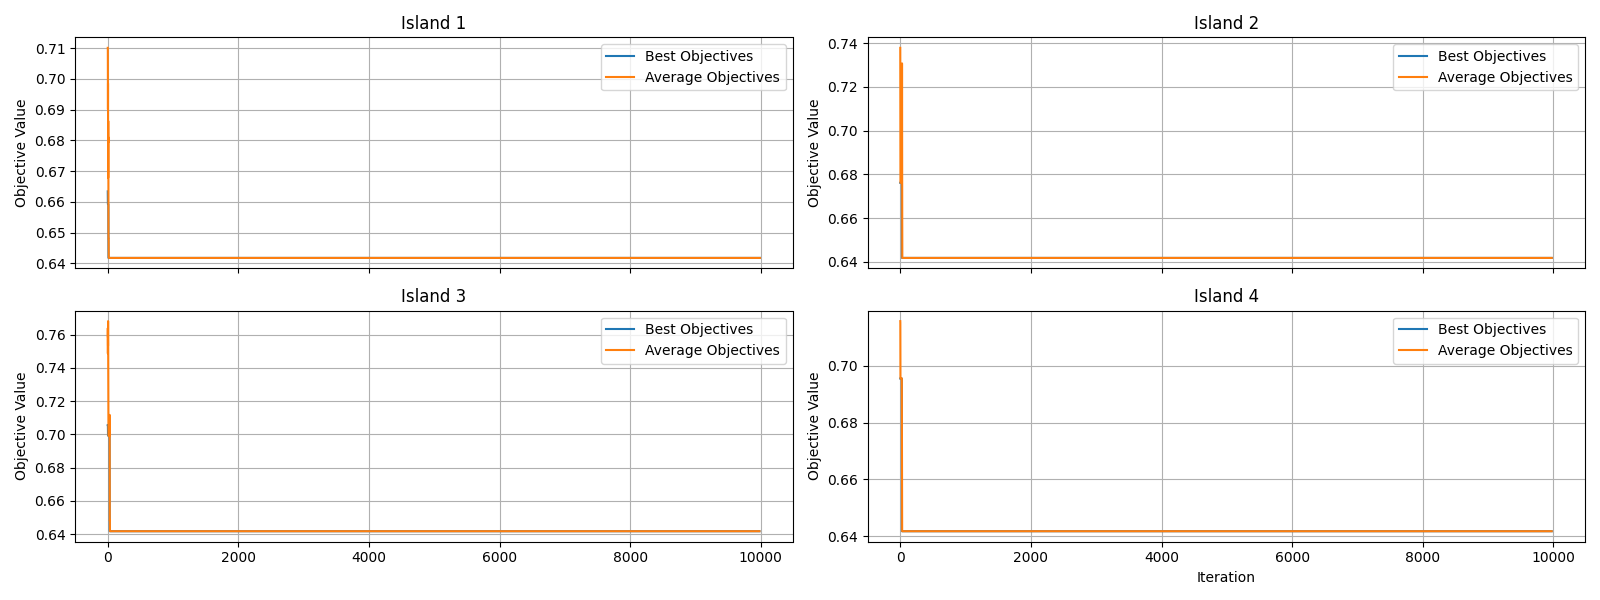 Island 1
Objective Value
0.71
0.70
0.69
0.68
0.67
0.66
0.65
0.64
Best Objectives
Average Objectives
Island 2
Objective Value
0.74
0.72
0.70
0.68
0.66
0.64
Best Objectives
Average Objectives
Island 3
Objective Value
0.76
0.74
0.72
0.70
0.68
0.66
0.64
Best Objectives
Average Objectives
0 2000 4000 6000 8000 10000
Island 4
Objective Value
0.70
0.68
0.66
0.64
Best Objectives
Average Objectives
0 2000 4000 6000 8000 10000
Iteration